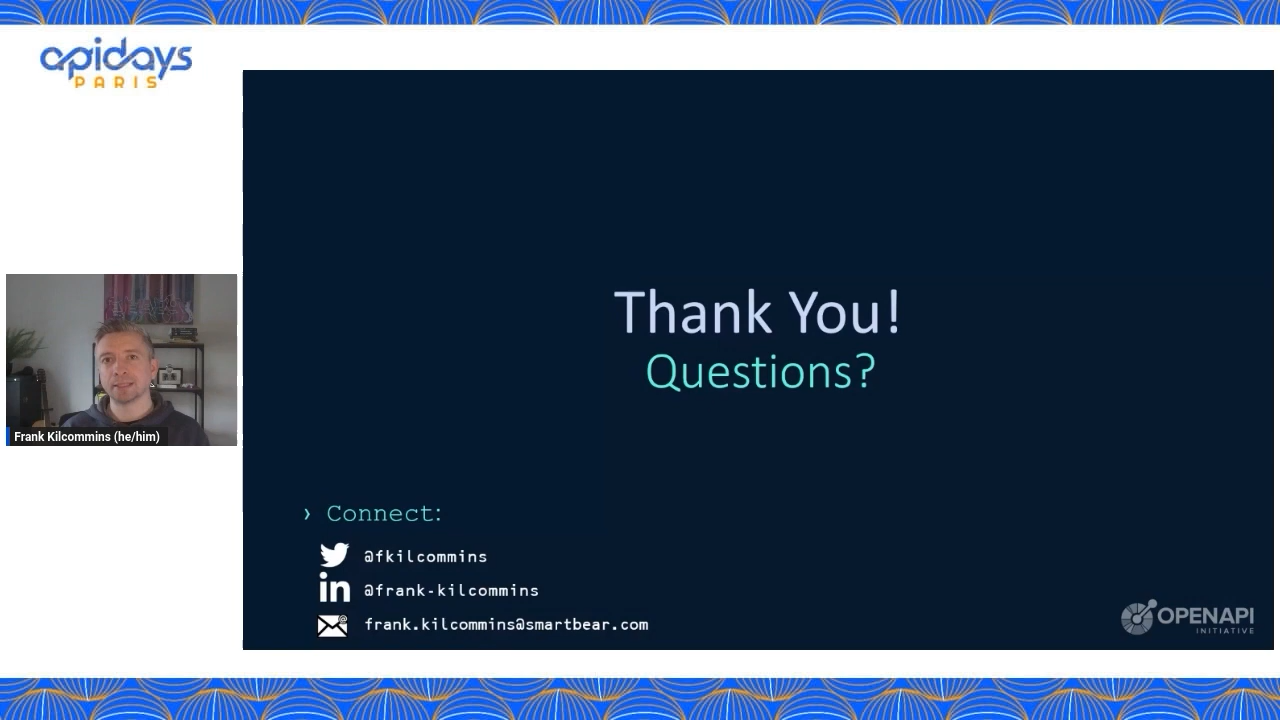 apidays
PARIS
Thank You!
Questions?
Frank Kilcommins (he/him)
› Connect:
@fkilcommins
in @frank-kilcommins
frank.kilcommins@smartbear.com
OPENAPI
INITIATIVE